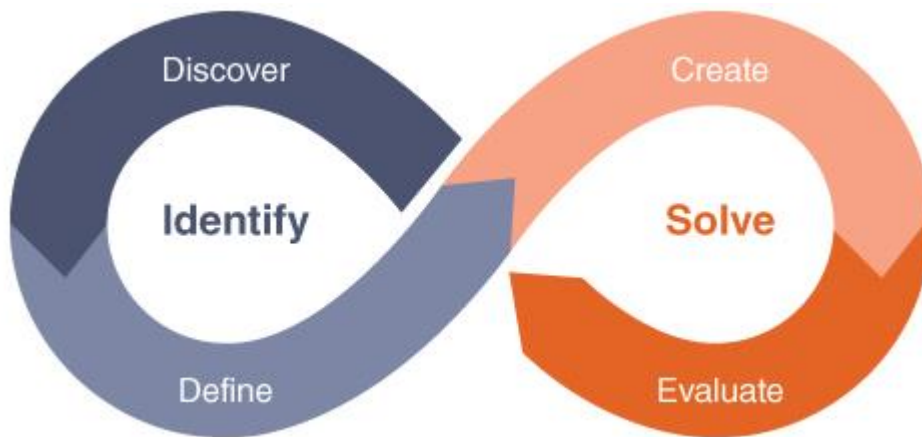 Discover
Create
Identify
Solve
Define
Evaluate